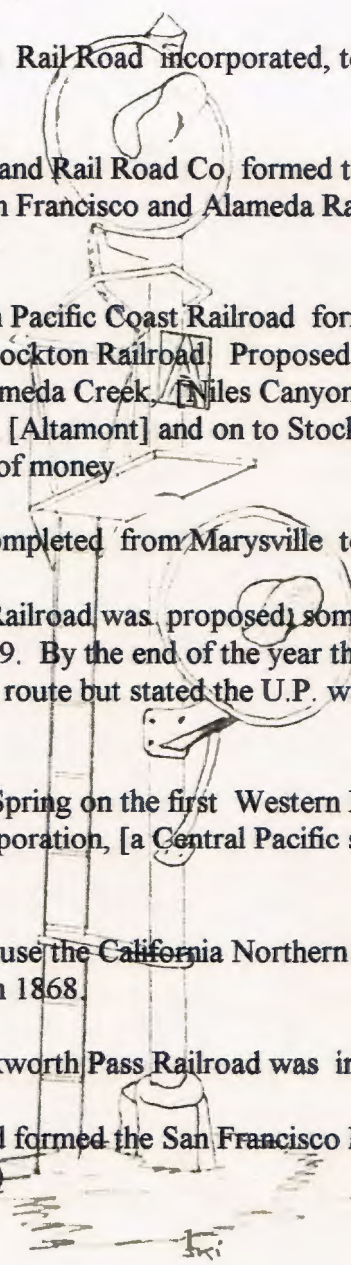 Rail Road incorporated, to
and Rail Road Co, formed t
n Francisco and Alameda Ra
Pacific Coast Railroad for
ockton Railroad Proposed
meda Creek, [Niles Canyon
[Altamont] and on to Stock
of money.
ompleted from Marysville to
Railroad was proposed, som
9. By the end of the year th
route but stated the U.P. w
Spring on the first Western
poration, [a Central Pacific s
use the California Northern
n 1868.
kworth Pass Railroad was in
d formed the San Francisco